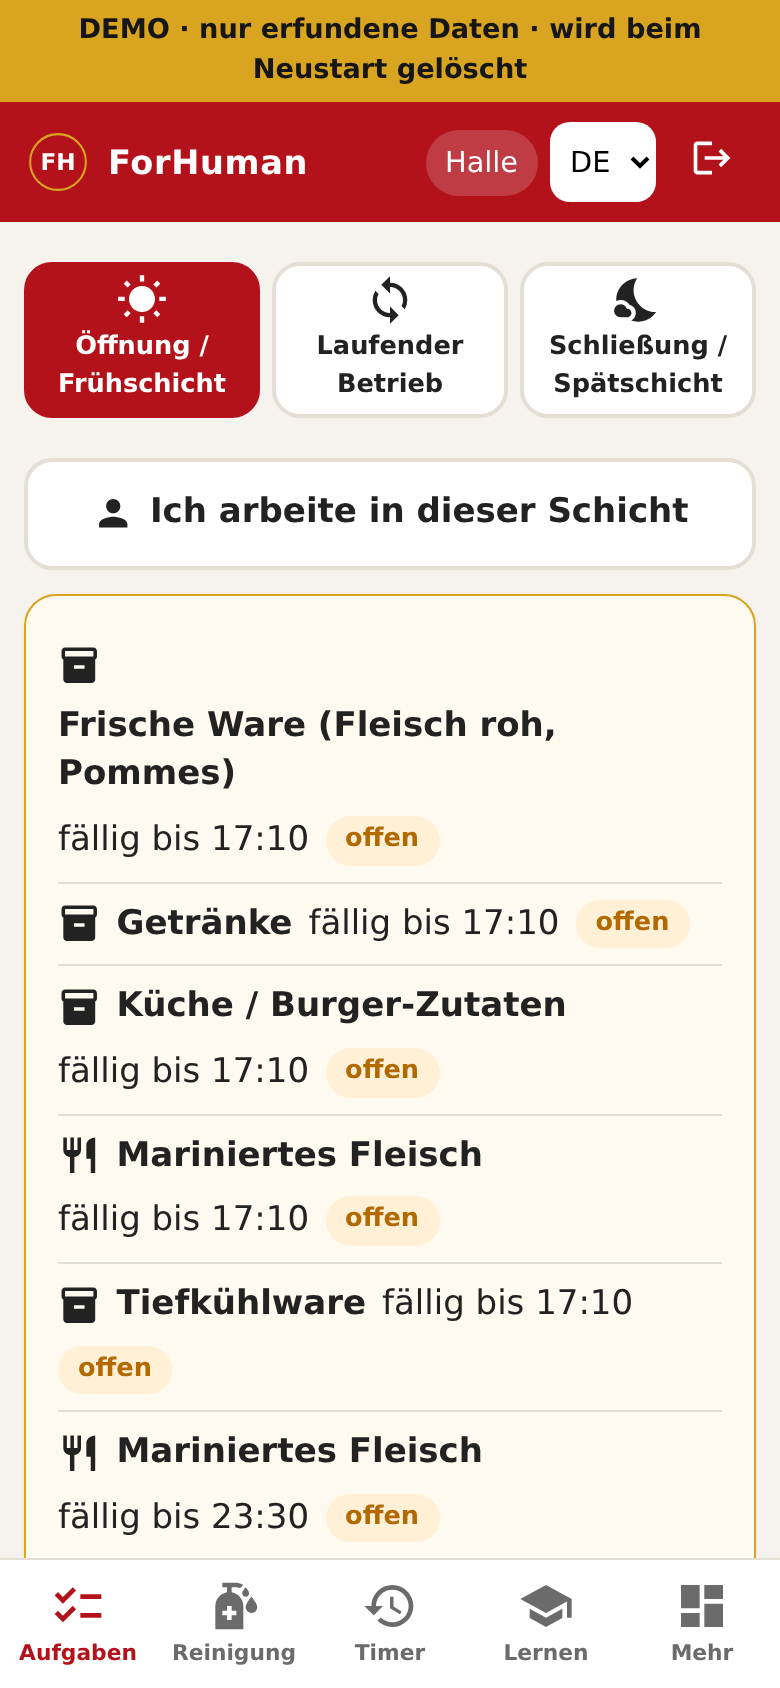 DEMO · nur erfundene Daten · wird beim
Neustart gelöscht
FH ForHuman Halle DE
Öffnung /
Frühschicht
Laufender
Betrieb
Schließung /
Spätschicht
Ich arbeite in dieser Schicht
Frische Ware (Fleisch roh,
Pommes)
fällig bis 17:10 offen
Getränke fällig bis 17:10 offen
Küche / Burger-Zutaten
fällig bis 17:10 offen
Mariniertes Fleisch
fällig bis 17:10 offen
Tiefkühlware fällig bis 17:10
offen
Mariniertes Fleisch
fällig bis 23:30 offen
Aufgaben Reinigung Timer Lernen Mehr